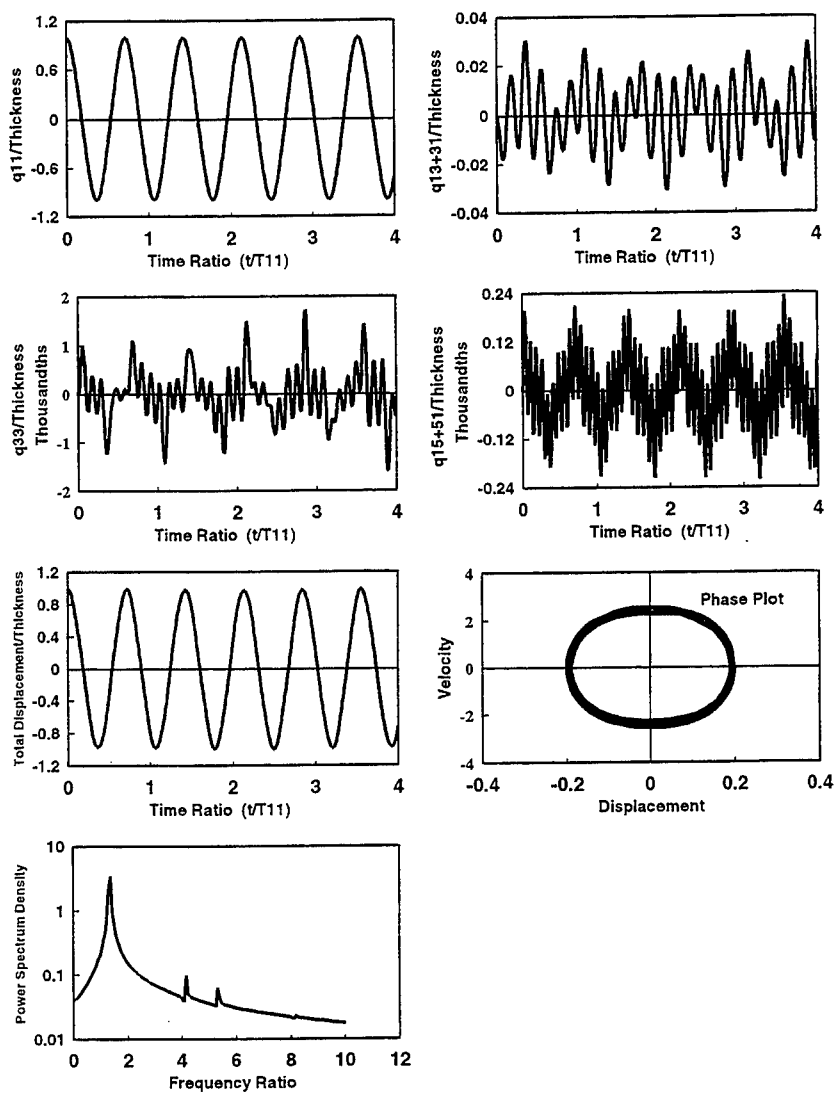 1.2
0.6
0
-0.6
-1.2
q11/Thickness
0 1 2 3 4
Time Ratio (t/T11)
0.04
0.02
0
-0.02
-0.04
q13+31/Thickness
0 1 2 3 4
Time Ratio (t/T11)
2
1
0
-1
-2
q33/Thickness
Thousandths
0 1 2 3 4
Time Ratio (t/T11)
0.24
0.12
0
-0.12
-0.24
q15+51/Thickness
Thousandths
0 1 2 3 4
Time Ratio (t/T11)
1.2
0.8
0.4
0
-0.4
-0.8
-1.2
Total Displacement/Thickness
0 1 2 3 4
Time Ratio (t/T11)
Phase Plot
4
2
0
-2
-4
Velocity
-0.4 -0.2 0 0.2 0.4
Displacement
10
1
0.1
0.01
Power Spectrum Density
0 2 4 6 8 10 12
Frequency Ratio